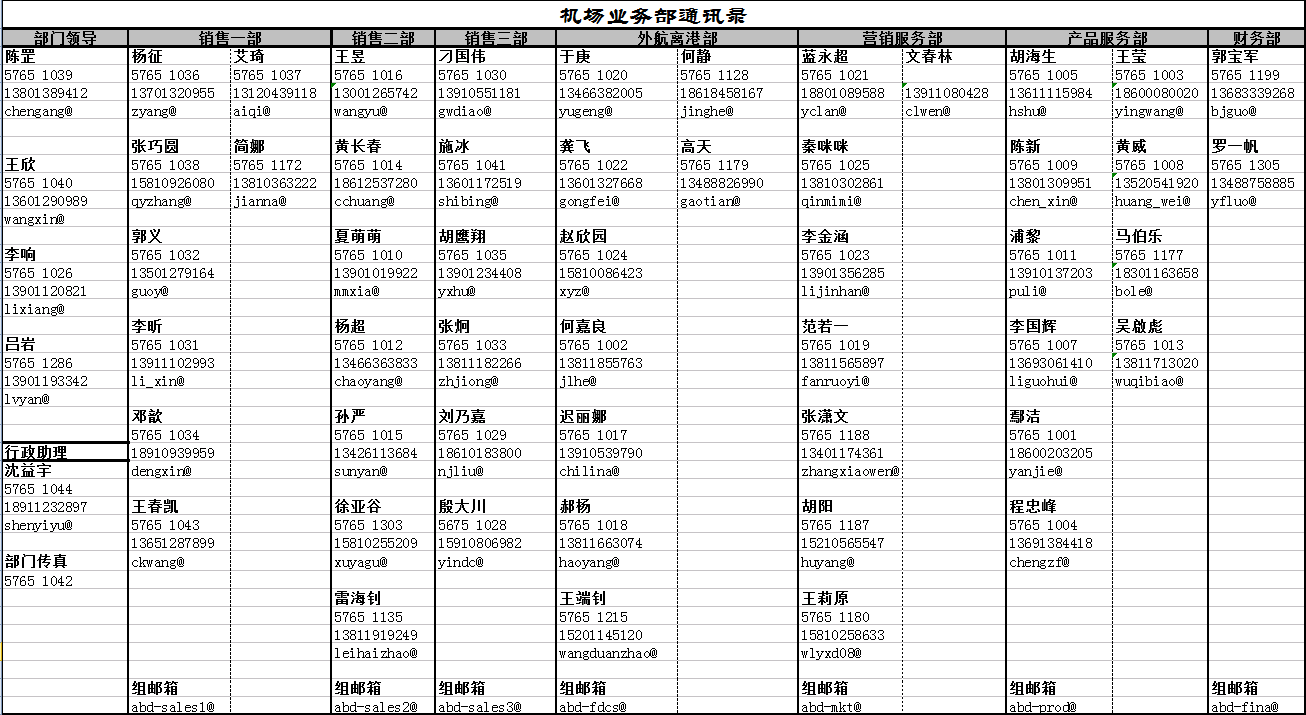 机场业务部通讯录
部门领导
陈罡
5765 1039
13801389412
chengang@
王欣
5765 1040
13601290989
wangxin@
李响
5765 1026
13901120821
lixiang@
吕岩
5765 1286
13901193342
lvyan@
行政助理
沈益宇
5765 1044
18911232897
shenyiyu@
部门传真
5765 1042
销售一部
杨征
5765 1036
13701320955
zyang@
张巧圆
5765 1038
15810926080
qyzhang@
郭义
5765 1032
13501279164
guoy@
李昕
5765 1031
13911102993
li_xin@
邓歆
5765 1034
18910939959
dengxin@
王春凯
5765 1043
13651287899
ckwang@
组邮箱
abd-sales1@
艾琦
5765 1037
13120439118
aiqi@
简娜
5765 1172
13810363222
jianna@
销售二部
王昱
5765 1016
13001265742
wangyu@
黄长春
5765 1014
18612537280
cchuang@
夏萌萌
5765 1010
13901019922
mmxia@
杨超
5765 1012
13466363833
chaoyang@
孙严
5765 1015
13426113684
sunyan@
徐亚谷
5765 1303
15810255209
xuyagu@
雷海钊
5765 1135
13811919249
leihaizhao@
组邮箱
abd-sales2@
销售三部
刁国伟
5765 1030
13910551181
gwdiao@
施冰
5765 1041
13601172519
shibing@
胡鹰翔
5765 1035
13901234408
yxhu@
张炯
5765 1033
13811182266
zhjiong@
刘乃嘉
5765 1029
18610183800
njliu@
殷大川
5675 1028
15910806982
yindc@
组邮箱
abd-sales3@
外航离港部
于庚
5765 1020
13466382005
yugeng@
龚飞
5765 1022
13601327668
gongfei@
赵欣园
5765 1024
15810086423
xyz@
何嘉良
5765 1002
13811855763
jlhe@
迟丽娜
5765 1017
13910539790
chilina@
郝杨
5765 1018
13811663074
haoyang@
王端钊
5765 1215
15201145120
wangduanzhao@
组邮箱
abd-fdcs@
何静
5765 1128
18618458167
jinghe@
高天
5765 1179
13488826990
gaotian@
营销服务部
蓝永超
5765 1021
18801089588
yclan@
秦咪咪
5765 1025
13810302861
qinmimi@
李金涵
5765 1023
13901356285
lijinhan@
范若一
5765 1019
13811565897
fanruoyi@
张潇文
5765 1188
13401174361
zhangxiaowen@
胡阳
5765 1187
15210565547
huyang@
王莉原
5765 1180
15810258633
wlyxd08@
组邮箱
abd-mkt@
文春林
13911080428
clwen@
产品服务部
胡海生
5765 1005
13611115984
hshu@
陈新
5765 1009
13801309951
chen_xin@
浦黎
5765 1011
13910137203
puli@
李国辉
5765 1007
13693061410
liguohui@
鄢洁
5765 1001
18600203205
yanjie@
程忠峰
5765 1004
13691384418
chengzf@
组邮箱
abd-prod@
王莹
5765 1003
18600080020
yingwang@
黄威
5765 1008
13520541920
huang_wei@
马伯乐
5765 1177
18301163658
bole@
吴啟彪
5765 1013
13811713020
wuqibiao@
财务部
郭宝军
5765 1199
13683339268
bjguo@
罗一帆
5765 1305
13488758885
yfluo@
组邮箱
abd-fina@